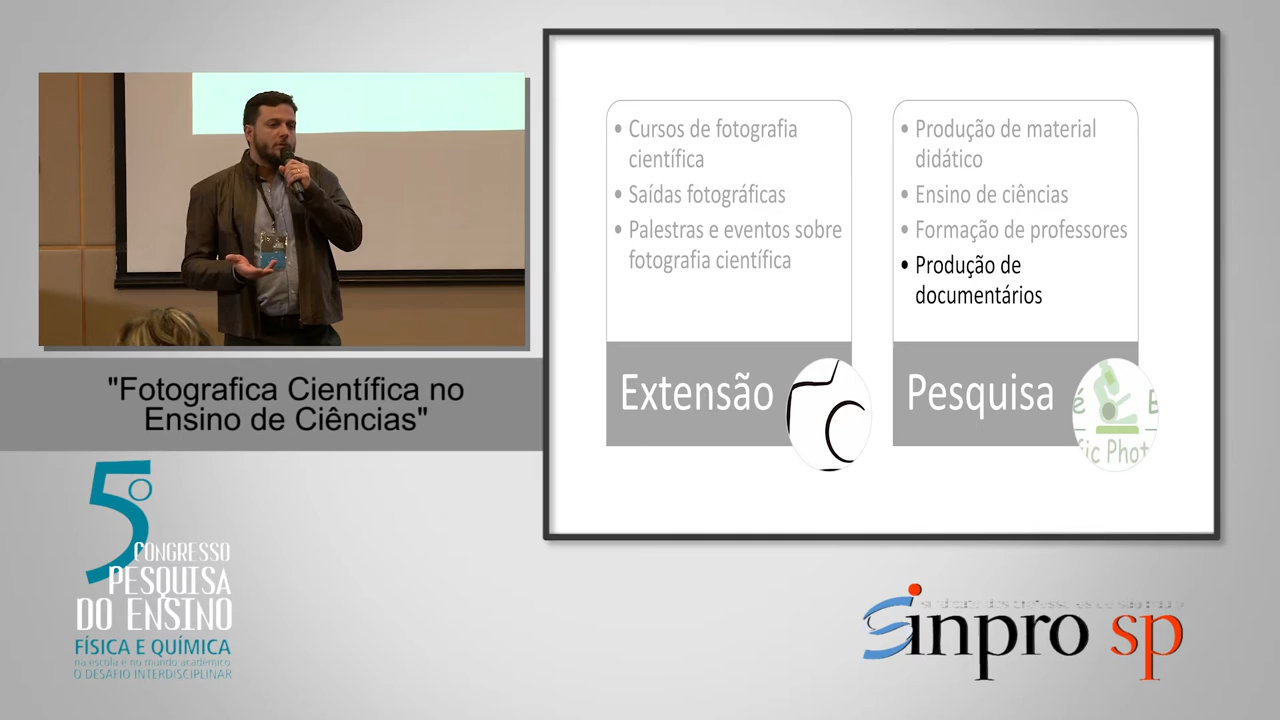 • Cursos de fotografia
científica
• Saídas fotográficas
• Palestras e eventos sobre
fotografia científica
Extensão
• Produção de material
didático
• Ensino de ciências
• Formação de professores
• Produção de
documentários
Pesquisa
é
E
fic Phot
"Fotografica Científica no
Ensino de Ciências"
5º
CONGRESSO
PESQUISA
DO ENSINO
FÍSICA E QUÍMICA
na escola e no mundo acadêmico
O DESAFIO INTERDISCIPLINAR
sinpro sp